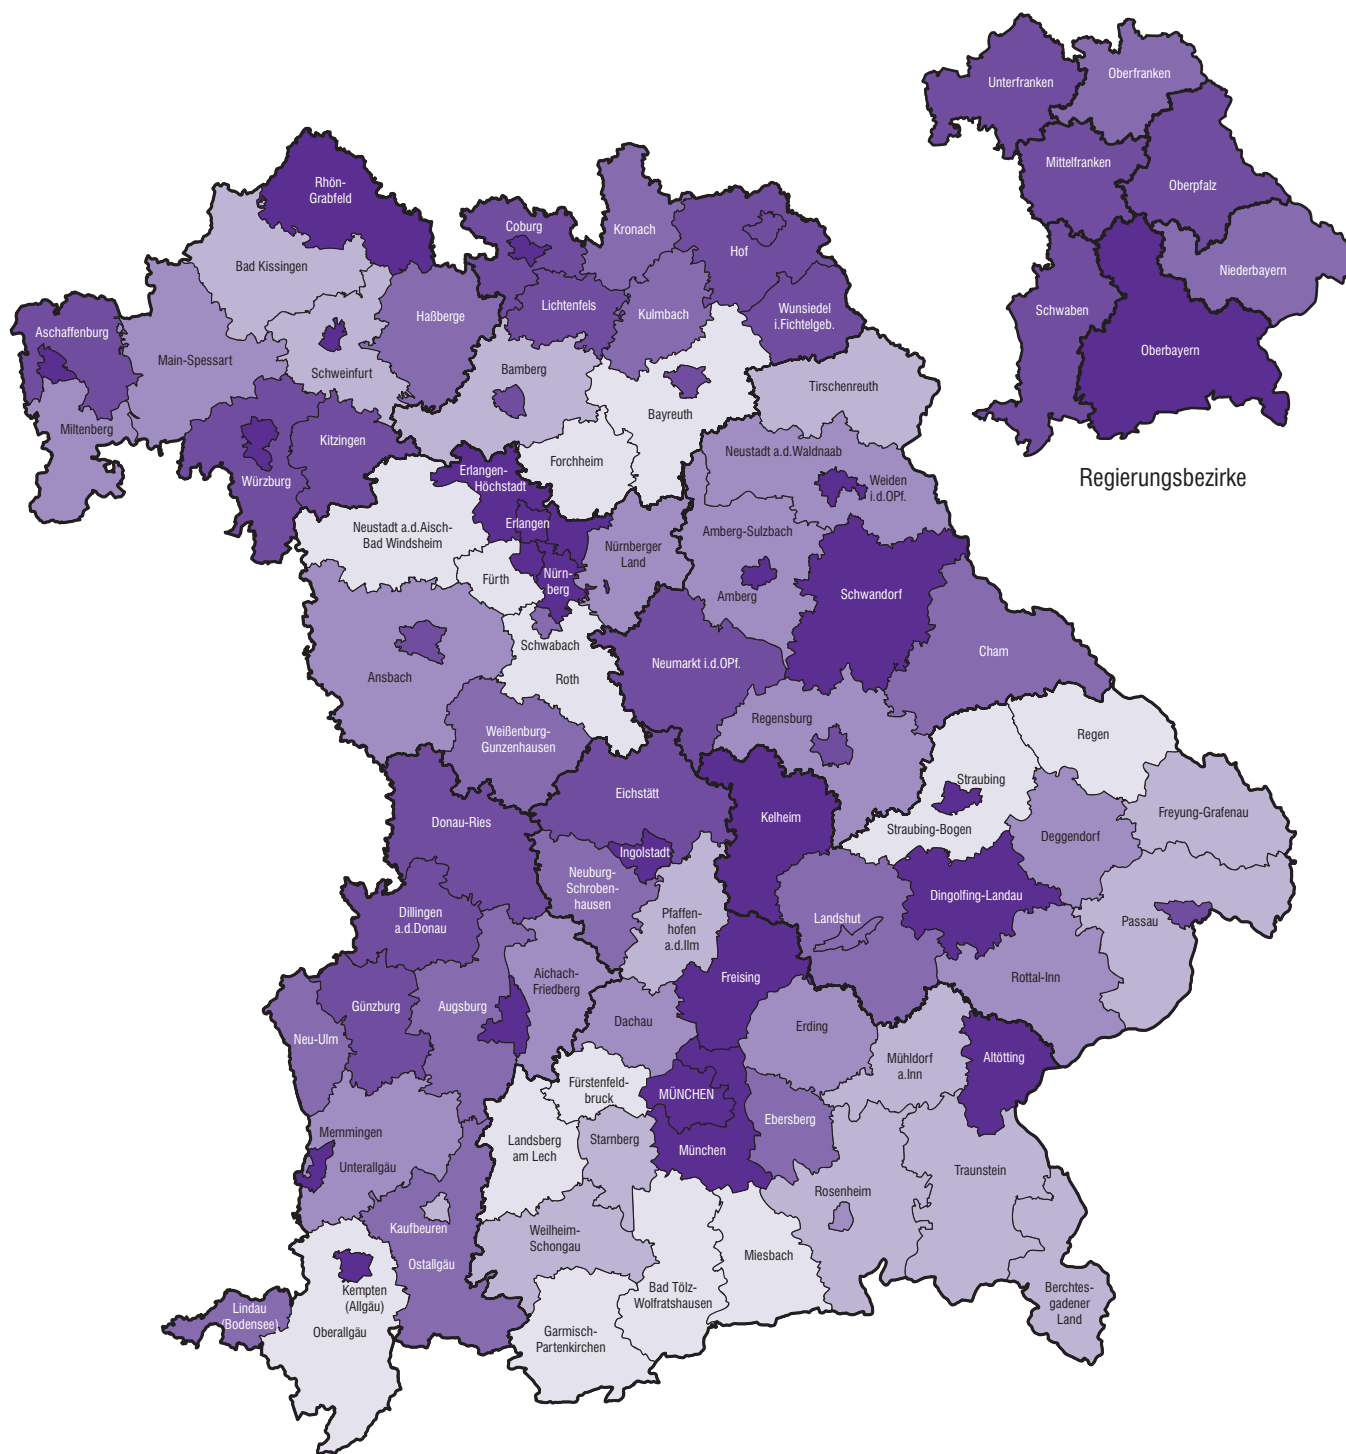 Unterfranken
Oberfranken
Mittelfranken
Oberpfalz
Niederbayern
Schwaben
Oberbayern
Regierungsbezirke
Rhön-
Grabfeld
Coburg
Kronach
Hof
Bad Kissingen
Lichtenfels
Kulmbach
Wunsiedel
i.Fichtelgeb.
Haßberge
Aschaffenburg
Main-Spessart
Schweinfurt
Bamberg
Tirschenreuth
Miltenberg
Bayreuth
Kitzingen
Würzburg
Forchheim
Neustadt a.d.Waldnaab
Weiden
i.d.OPf.
Erlangen-
Höchstadt
Neustadt a.d.Aisch-
Bad Windsheim
Erlangen
Nürnberger
Land
Amberg-Sulzbach
Fürth
Nürn-
berg
Amberg
Schwandorf
Schwabach
Roth
Ansbach
Neumarkt i.d.OPf.
Cham
Regensburg
Weißenburg-
Gunzenhausen
Regen
Straubing
Eichstätt
Kelheim
Freyung-Grafenau
Donau-Ries
Straubing-Bogen
Deggendorf
Ingolstadt
Neuburg-
Schroben-
hausen
Dingolfing-Landau
Dillingen
a.d.Donau
Pfaffen-
hofen
a.d.Ilm
Landshut
Passau
Aichach-
Friedberg
Freising
Rottal-Inn
Günzburg
Augsburg
Neu-Ulm
Dachau
Erding
Mühldorf
a.Inn
Altötting
Fürstenfeld-
bruck
MÜNCHEN
Ebersberg
Memmingen
Landsberg
am Lech
Starnberg
München
Unterallgäu
Traunstein
Rosenheim
Kaufbeuren
Weilheim-
Schongau
Miesbach
Ostallgäu
Bad Tölz-
Wolfratshausen
Kempten
(Allgäu)
Berchtes-
gadener
Land
Lindau
(Bodensee)
Oberallgäu
Garmisch-
Partenkirchen